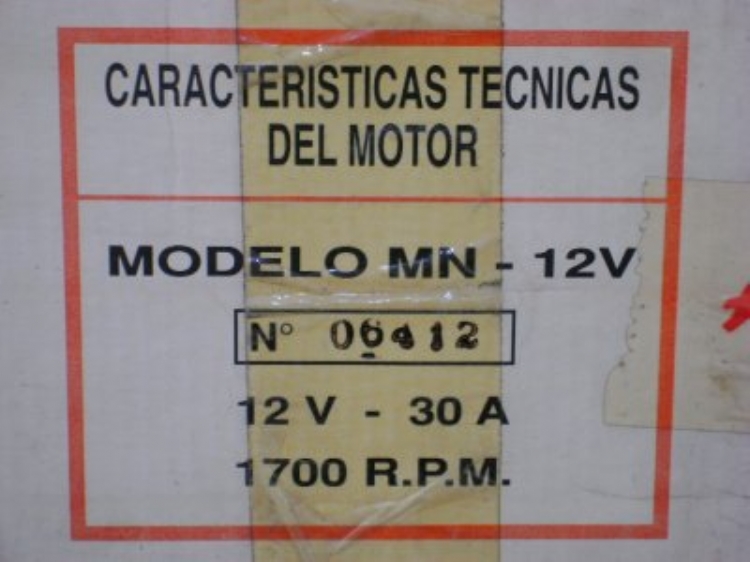 CARACTERISTICAS TECNICAS
DEL MOTOR
MODELO MN - 12V
N° 06412
12 V - 30 A
1700 R.P.M.